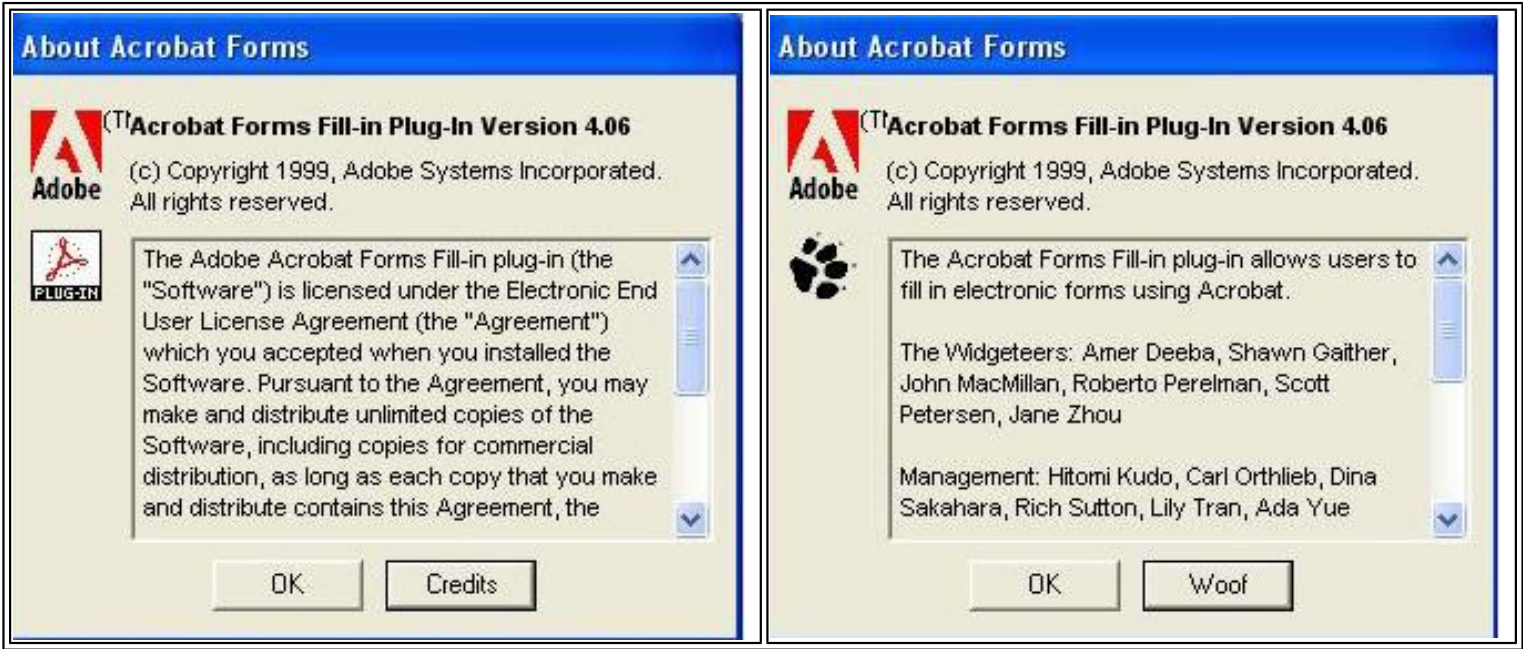 About Acrobat Forms
Adobe
(T
Acrobat Forms Fill-in Plug-In Version 4.06
(c) Copyright 1999, Adobe Systems Incorporated.
All rights reserved.
PLUG-IN
The Adobe Acrobat Forms Fill-in plug-in (the
"Software") is licensed under the Electronic End
User License Agreement (the "Agreement")
which you accepted when you installed the
Software. Pursuant to the Agreement, you may
make and distribute unlimited copies of the
Software, including copies for commercial
distribution, as long as each copy that you make
and distribute contains this Agreement, the
OK
Credits
About Acrobat Forms
Adobe
(T
Acrobat Forms Fill-in Plug-In Version 4.06
(c) Copyright 1999, Adobe Systems Incorporated.
All rights reserved.
The Acrobat Forms Fill-in plug-in allows users to
fill in electronic forms using Acrobat.
The Widgeteers: Amer Deeba, Shawn Gaither,
John MacMillan, Roberto Perelman, Scott
Petersen, Jane Zhou
Management: Hitomi Kudo, Carl Orthlieb, Dina
Sakahara, Rich Sutton, Lily Tran, Ada Yue
OK
Woof